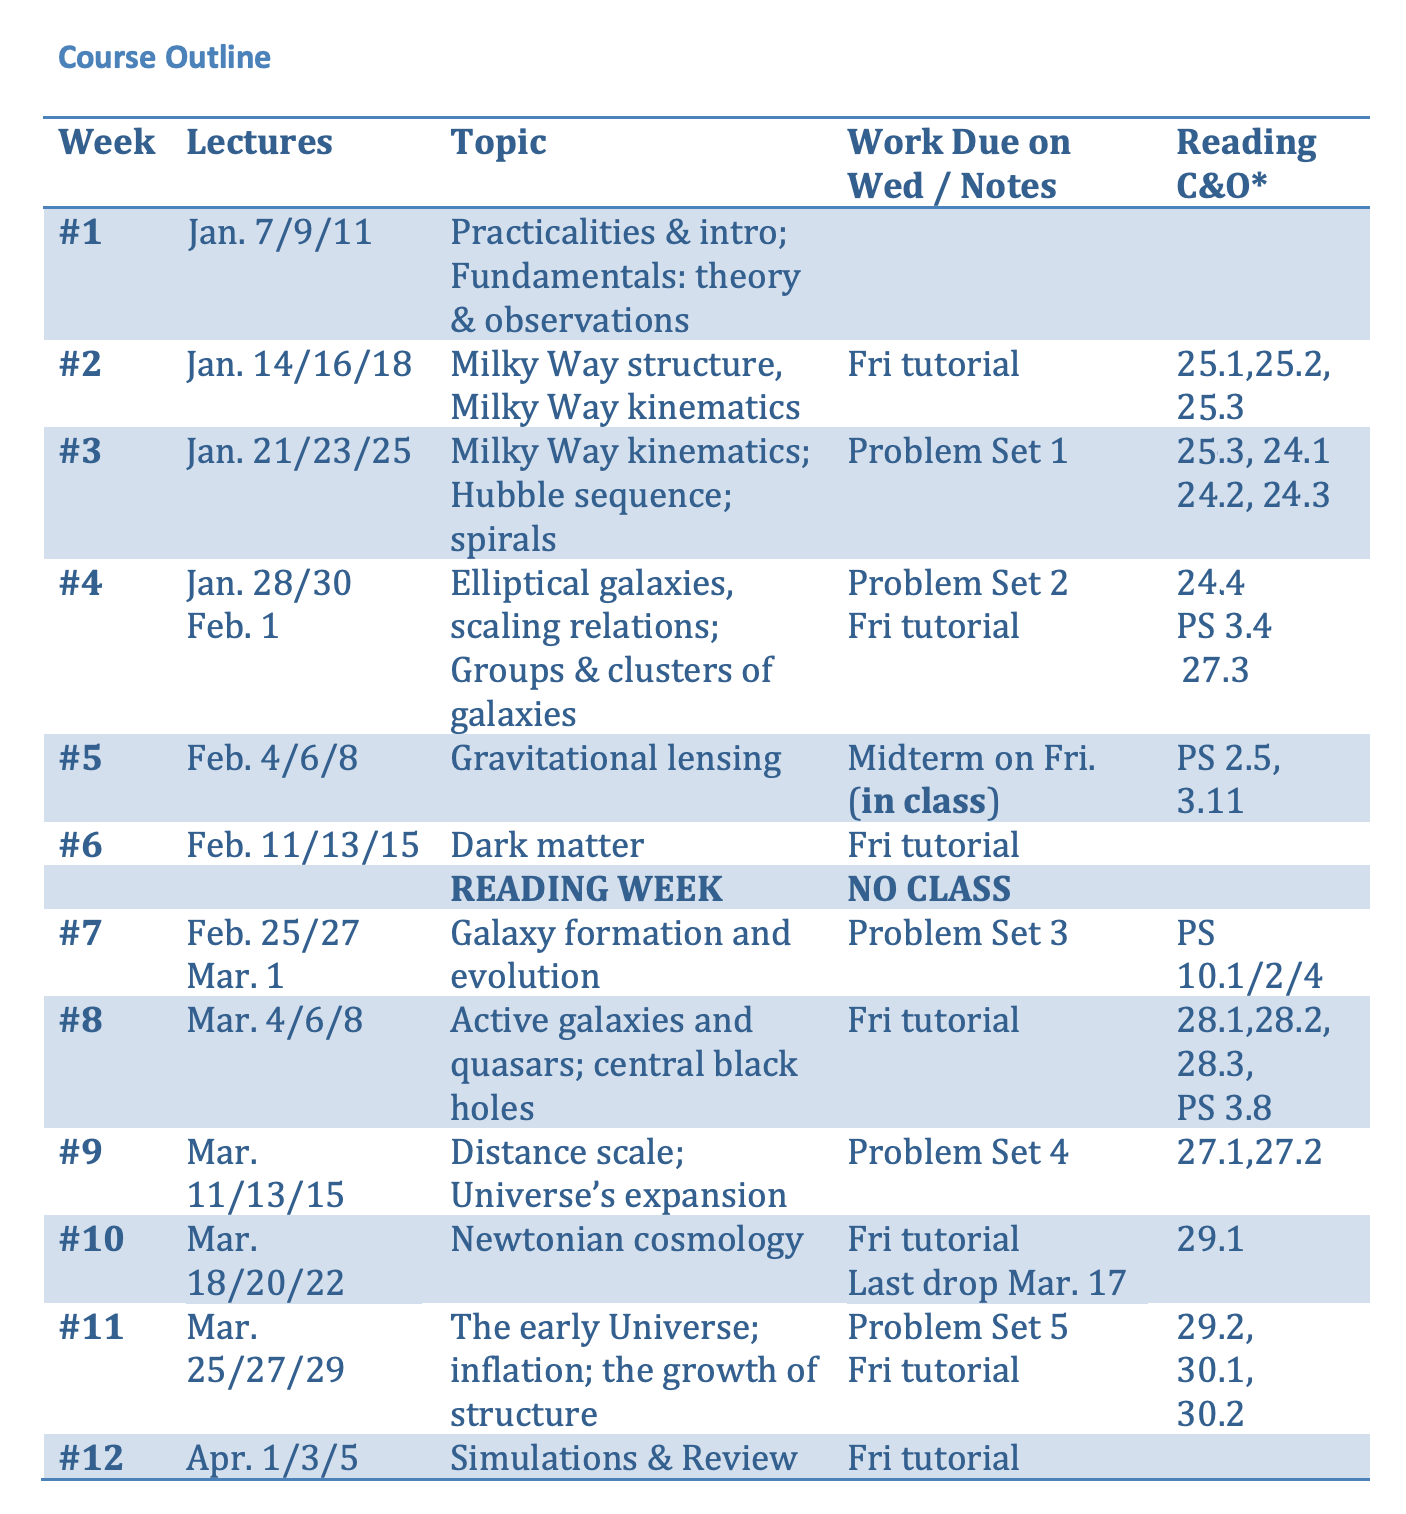 Course Outline
Week Lectures Topic Work Due on Reading
Wed / Notes C&O*
#1 Jan. 7/9/11 Practicalities & intro;
Fundamentals: theory
& observations
#2 Jan. 14/16/18 Milky Way structure, Fri tutorial 25.1,25.2,
Milky Way kinematics 25.3
#3 Jan. 21/23/25 Milky Way kinematics; Problem Set 1 25.3, 24.1
Hubble sequence; 24.2, 24.3
spirals
#4 Jan. 28/30 Elliptical galaxies, Problem Set 2 24.4
Feb. 1 scaling relations; Fri tutorial PS 3.4
Groups & clusters of 27.3
galaxies
#5 Feb. 4/6/8 Gravitational lensing Midterm on Fri. PS 2.5,
(in class) 3.11
#6 Feb. 11/13/15 Dark matter Fri tutorial
READING WEEK NO CLASS
#7 Feb. 25/27 Galaxy formation and Problem Set 3 PS
Mar. 1 evolution 10.1/2/4
#8 Mar. 4/6/8 Active galaxies and Fri tutorial 28.1,28.2,
quasars; central black 28.3,
holes PS 3.8
#9 Mar. Distance scale; Problem Set 4 27.1,27.2
11/13/15 Universe’s expansion
#10 Mar. Newtonian cosmology Fri tutorial 29.1
18/20/22 Last drop Mar. 17
#11 Mar. The early Universe; Problem Set 5 29.2,
25/27/29 inflation; the growth of Fri tutorial 30.1,
structure 30.2
#12 Apr. 1/3/5 Simulations & Review Fri tutorial